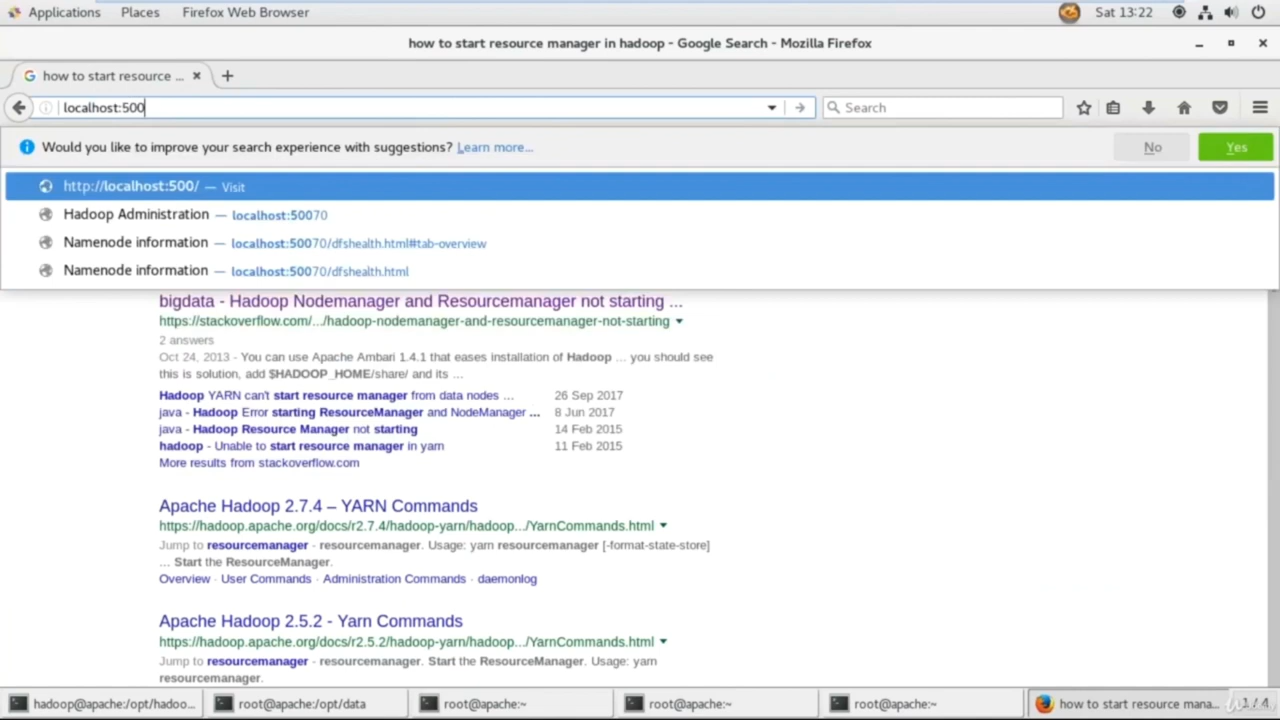 Applications Places Firefox Web Browser Sat 13:22
how to start resource manager in hadoop - Google Search - Mozilla Firefox
how to start resource ...
localhost:500 Search
Would you like to improve your search experience with suggestions? Learn more... No Yes
http://localhost:500/ — Visit
Hadoop Administration — localhost:50070
Namenode information — localhost:50070/dfshealth.html#tab-overview
Namenode information — localhost:50070/dfshealth.html
bigdata - Hadoop Nodemanager and Resourcemanager not starting ...
https://stackoverflow.com/.../hadoop-nodemanager-and-resourcemanager-not-starting
2 answers
Oct 24, 2013 - You can use Apache Ambari 1.4.1 that eases installation of Hadoop ... you should see
this is solution, add $HADOOP_HOME/share/ and its ...
Hadoop YARN can't start resource manager from data nodes ... 26 Sep 2017
java - Hadoop Error starting ResourceManager and NodeManager ... 8 Jun 2017
java - Hadoop Resource Manager not starting 14 Feb 2015
hadoop - Unable to start resource manager in yarn 11 Feb 2015
More results from stackoverflow.com
Apache Hadoop 2.7.4 – YARN Commands
https://hadoop.apache.org/docs/r2.7.4/hadoop-yarn/hadoop.../YarnCommands.html
Jump to resourcemanager - resourcemanager. Usage: yarn resourcemanager [-format-state-store]
... Start the ResourceManager.
Overview · User Commands · Administration Commands · daemonlog
Apache Hadoop 2.5.2 - Yarn Commands
https://hadoop.apache.org/docs/r2.5.2/hadoop-yarn/hadoop.../YarnCommands.html
Jump to resourcemanager - resourcemanager. Start the ResourceManager. Usage: yarn
resourcemanager.
hadoop@apache:/opt/hadoo... root@apache:/opt/data root@apache:~ root@apache:~ root@apache:~ how to start resource mana... 1 / 4